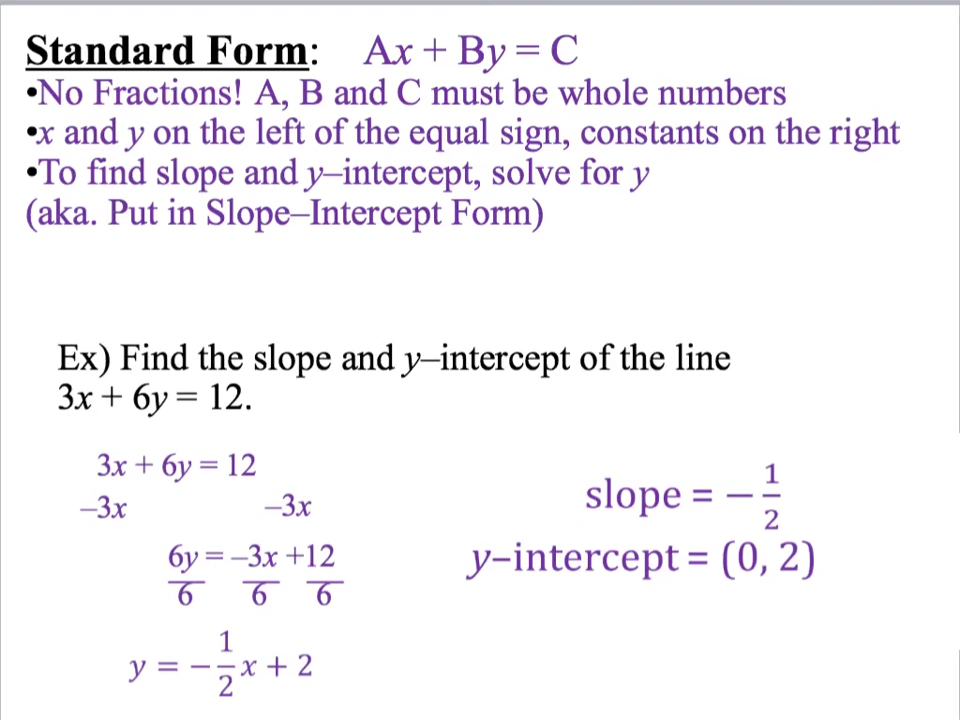 Standard Form: Ax + By = C
•No Fractions! A, B and C must be whole numbers
•x and y on the left of the equal sign, constants on the right
•To find slope and y–intercept, solve for y
(aka. Put in Slope–Intercept Form)
Ex) Find the slope and y–intercept of the line
3x + 6y = 12.
3x + 6y = 12
–3x –3x
6y = –3x +12
6 6 6
y = −1/2x + 2
slope = −1/2
y–intercept = (0, 2)